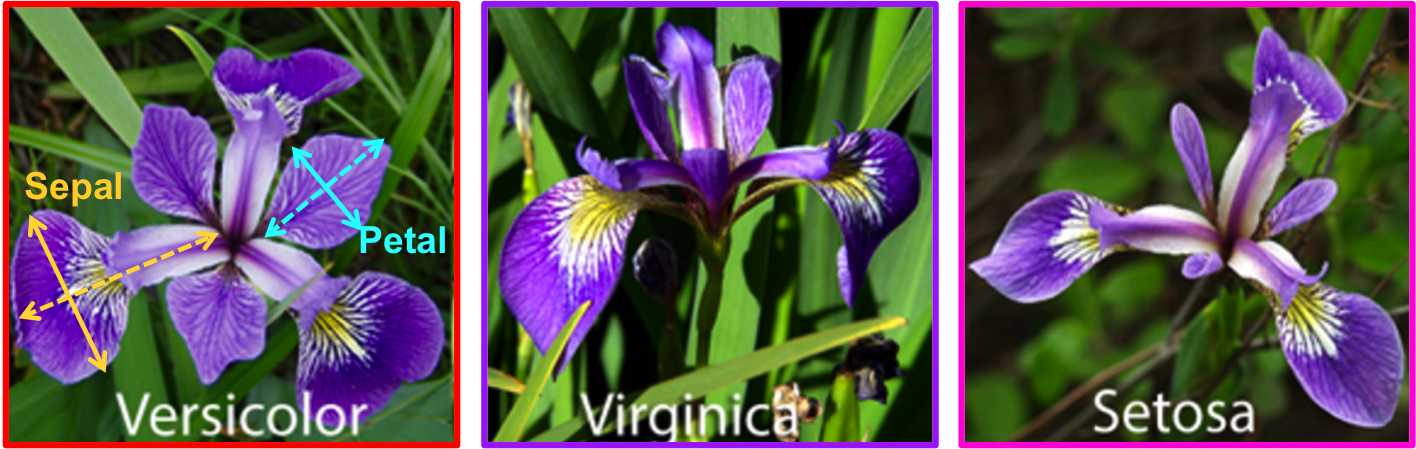 Sepal
Petal
Versicolor
Virginica
Setosa